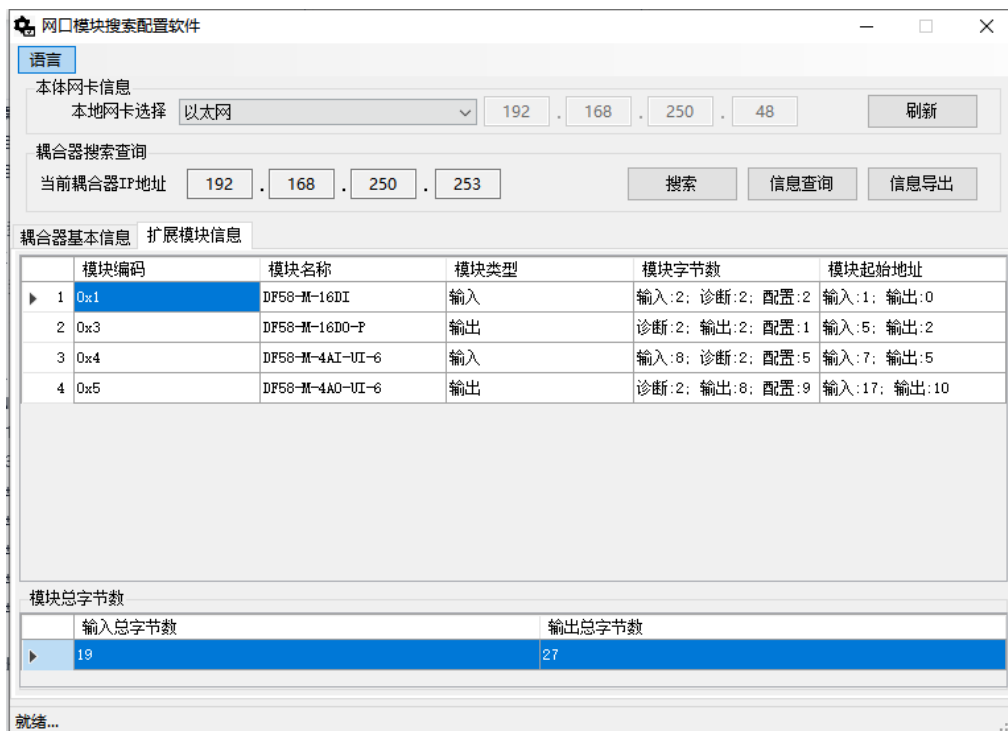 网口模块搜索配置软件
语言
本体网卡信息
本地网卡选择 以太网 192 . 168 . 250 . 48 刷新
耦合器搜索查询
当前耦合器IP地址 192 . 168 . 250 . 253 搜索 信息查询 信息导出
耦合器基本信息 扩展模块信息
模块编码 模块名称 模块类型 模块字节数 模块起始地址
1 0x1 DF58-M-16DI 输入 输入:2; 诊断:2; 配置:2 输入:1; 输出:0
2 0x3 DF58-M-16DO-P 输出 诊断:2; 输出:2; 配置:1 输入:5; 输出:2
3 0x4 DF58-M-4AI-UI-6 输入 输入:8; 诊断:2; 配置:5 输入:7; 输出:5
4 0x5 DF58-M-4AO-UI-6 输出 诊断:2; 输出:8; 配置:9 输入:17; 输出:10
模块总字节数
输入总字节数 输出总字节数
19 27
就绪...